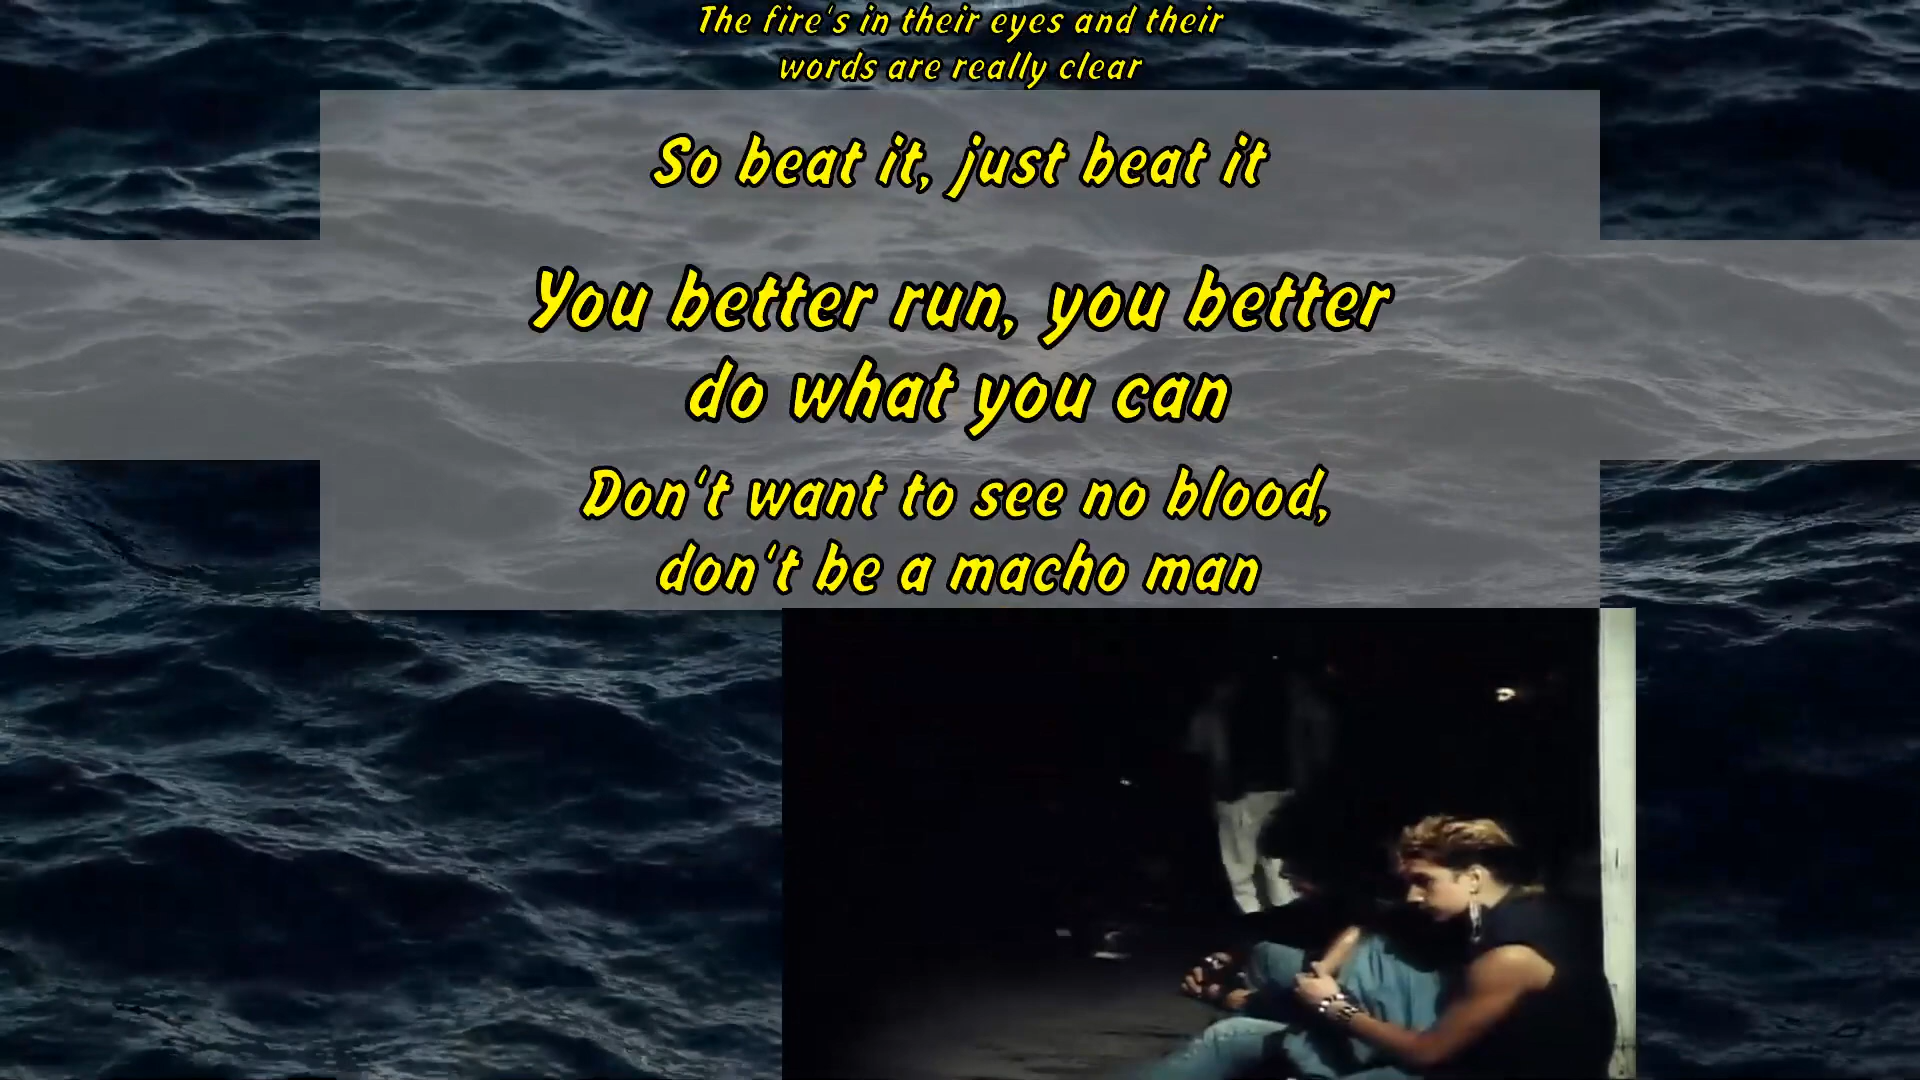 The fire's in their eyes and their
words are really clear
So beat it, just beat it
You better run, you better
do what you can
Don't want to see no blood,
don't be a macho man